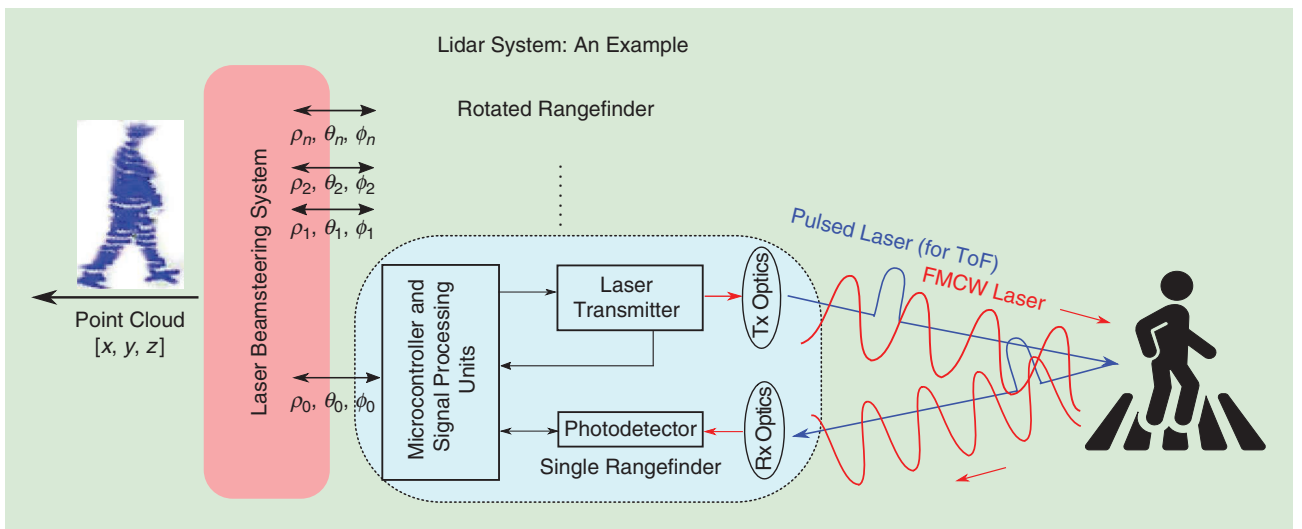 Lidar System: An Example
Rotated Rangefinder
Laser Beamsteering System
ρn, θn, ϕn
ρ2, θ2, ϕ2
ρ1, θ1, ϕ1
ρ0, θ0, ϕ0
Point Cloud
[x, y, z]
Microcontroller and
Signal Processing
Units
Laser
Transmitter
Tx Optics
Pulsed Laser (for ToF)
FMCW Laser
Photodetector
Rx Optics
Single Rangefinder